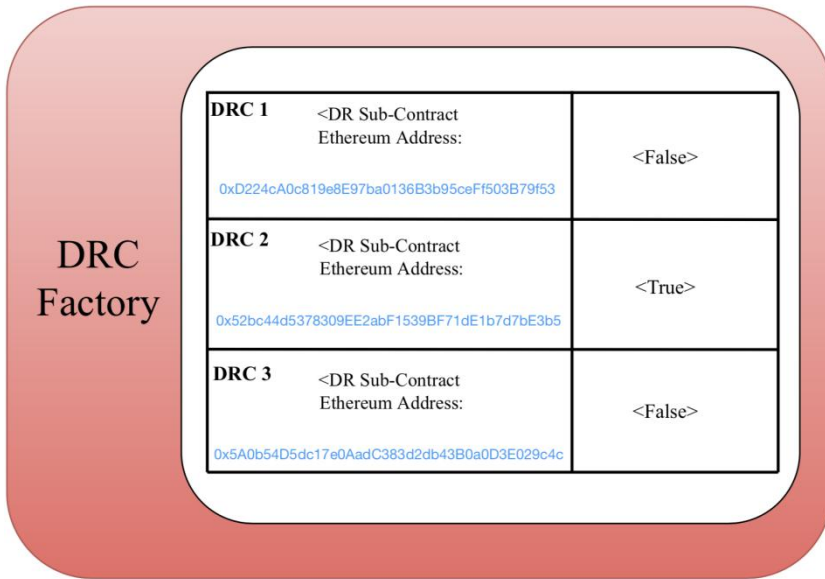 DRC
Factory
DRC 1
<DR Sub-Contract
Ethereum Address:
0xD224cA0c819e8E97ba0136B3b95ceFf503B79f53
<False>
DRC 2
<DR Sub-Contract
Ethereum Address:
0x52bc44d5378309EE2abF1539BF71dE1b7d7bE3b5
<True>
DRC 3
<DR Sub-Contract
Ethereum Address:
0x5A0b54D5dc17e0AadC383d2db43B0a0D3E029c4c
<False>